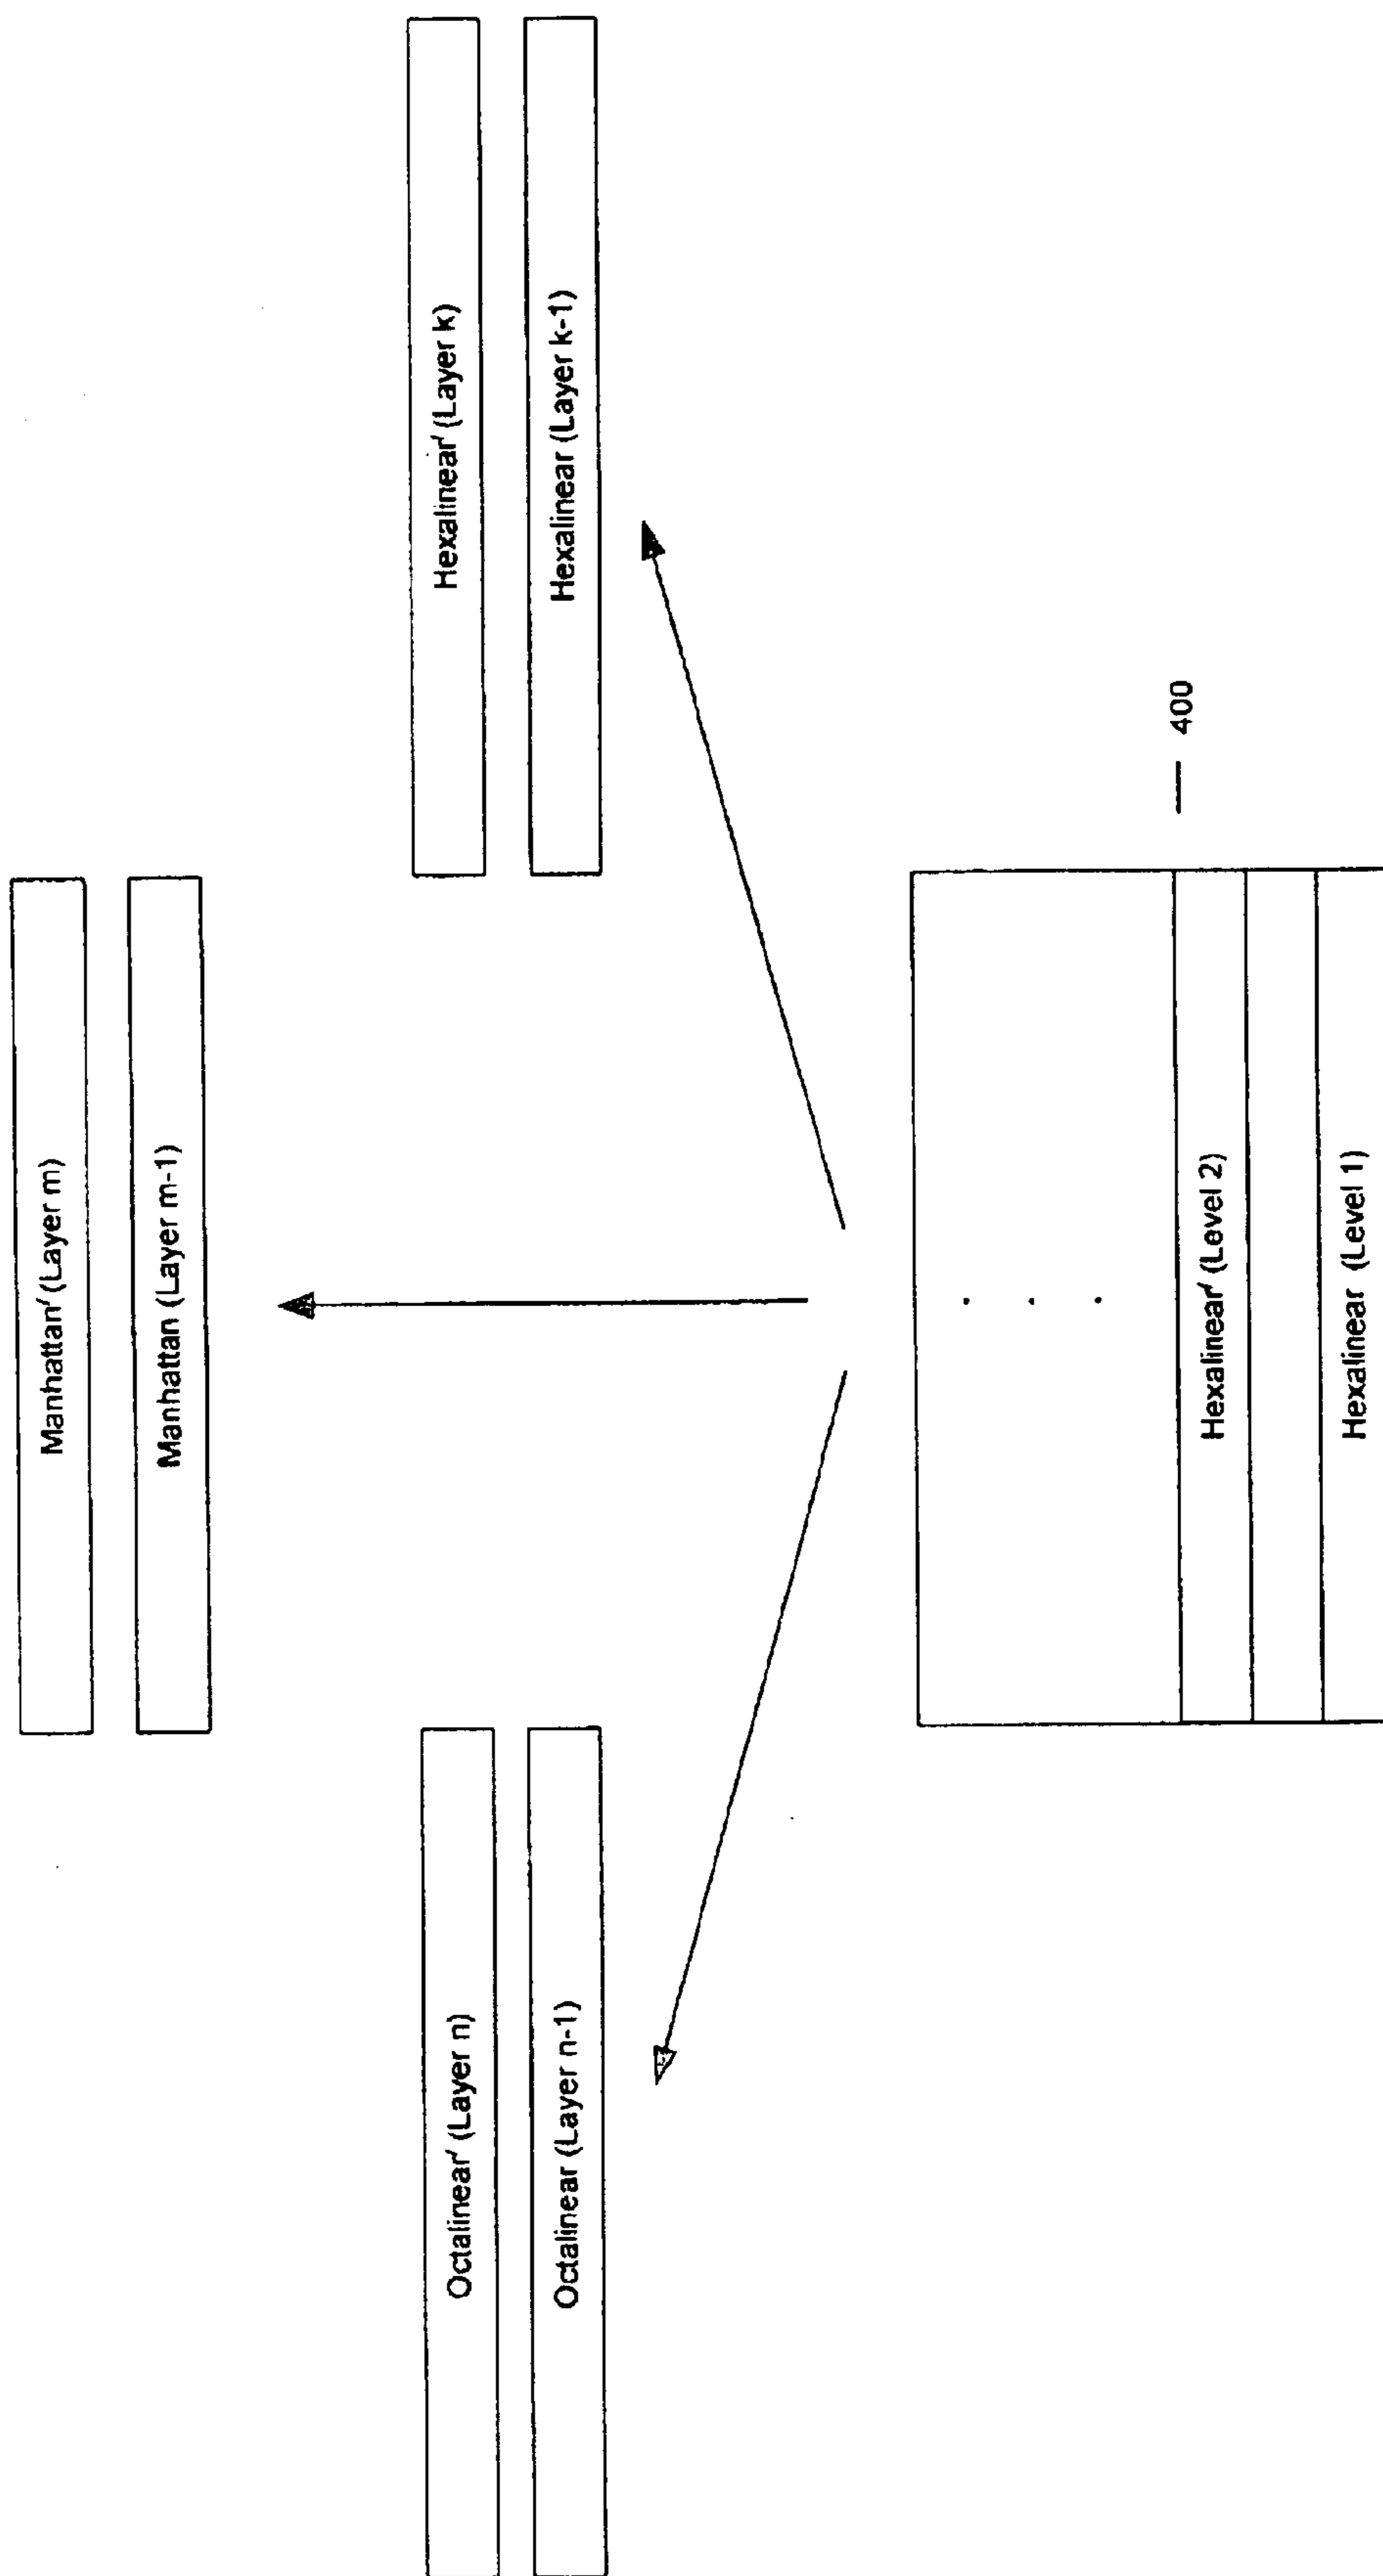 Manhattan' (Layer m)
Manhattan (Layer m-1)
Octalinear' (Layer n)
Octalinear (Layer n-1)
Hexalinear' (Layer k)
Hexalinear (Layer k-1)
400
Hexalinear' (Level 2)
Hexalinear (Level 1)